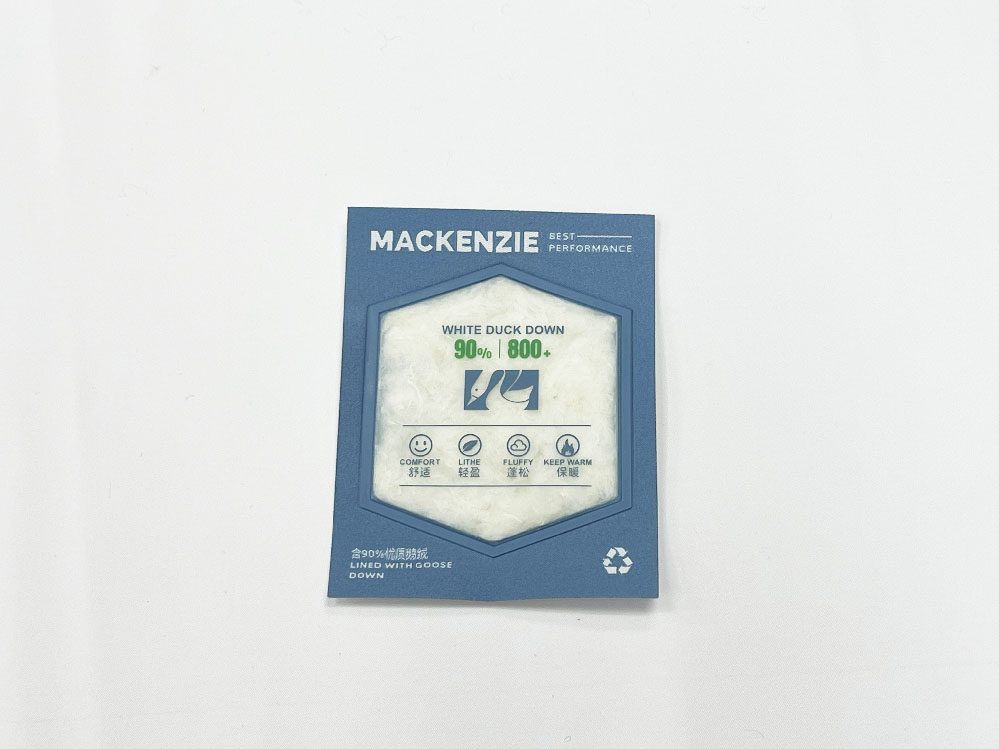 MACKENZIE
BEST
PERFORMANCE
WHITE DUCK DOWN
90% | 800+
COMFORT LITHE FLUFFY KEEP WARM
舒适 轻盈 蓬松 保暖
含90%优质鹅绒
LINED WITH GOOSE
DOWN